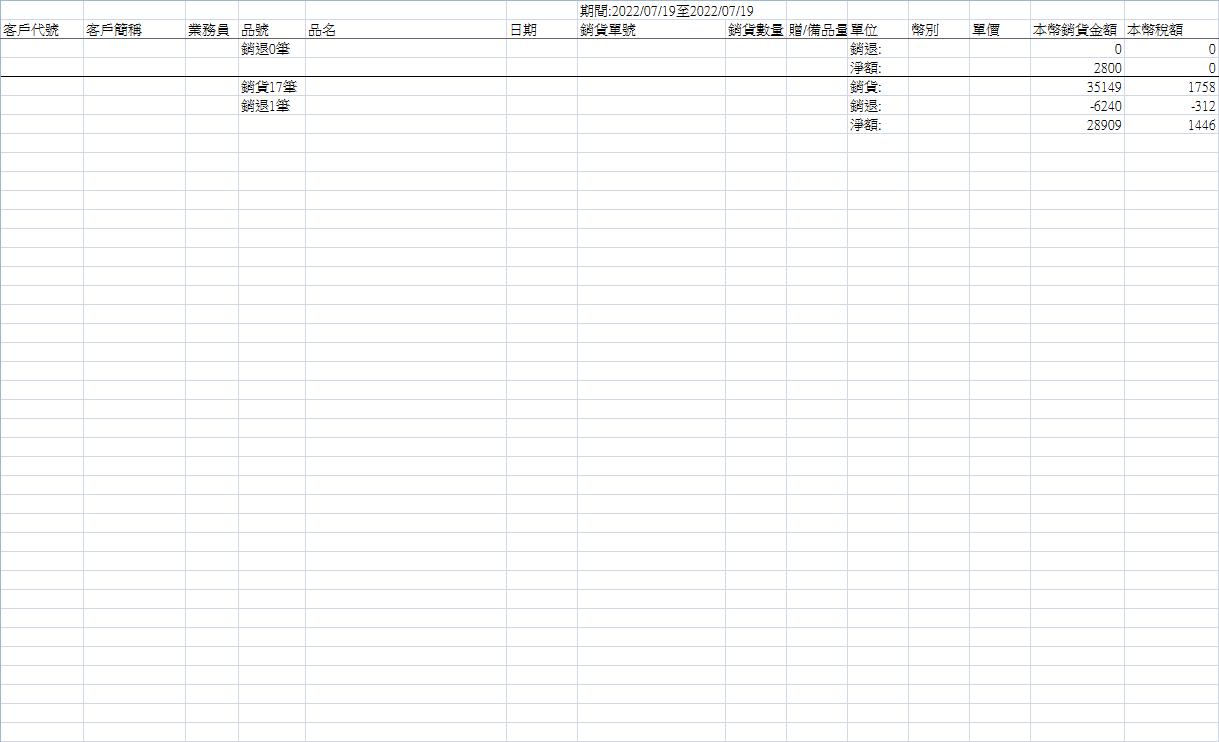 期間:2022/07/19至2022/07/19
客戶代號 客戶簡稱 業務員 品號 品名 日期 銷貨單號 銷貨數量 贈/備品量 單位 幣別 單價 本幣銷貨金額 本幣稅額
銷退0筆 銷退: 0 0
淨額: 2800 0
銷貨17筆 銷貨: 35149 1758
銷退1筆 銷退: -6240 -312
淨額: 28909 1446